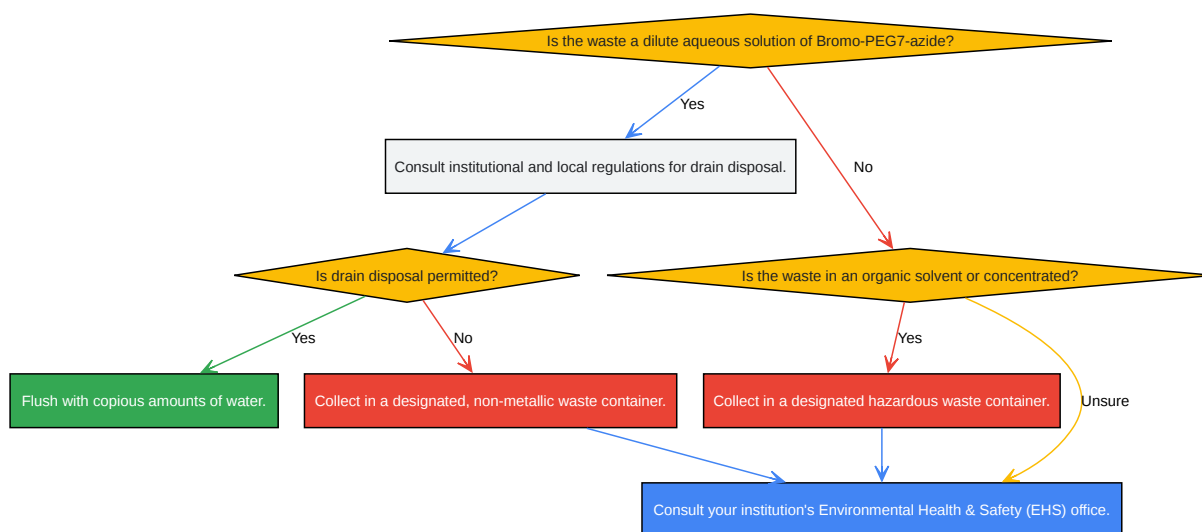 Is the waste a dilute aqueous solution of Bromo-PEG7-azide?
Yes
Consult institutional and local regulations for drain disposal.
No
Is drain disposal permitted?
Is the waste in an organic solvent or concentrated?
Yes
No
Yes
Flush with copious amounts of water.
Collect in a designated, non-metallic waste container.
Collect in a designated hazardous waste container.
Unsure
Consult your institution's Environmental Health & Safety (EHS) office.